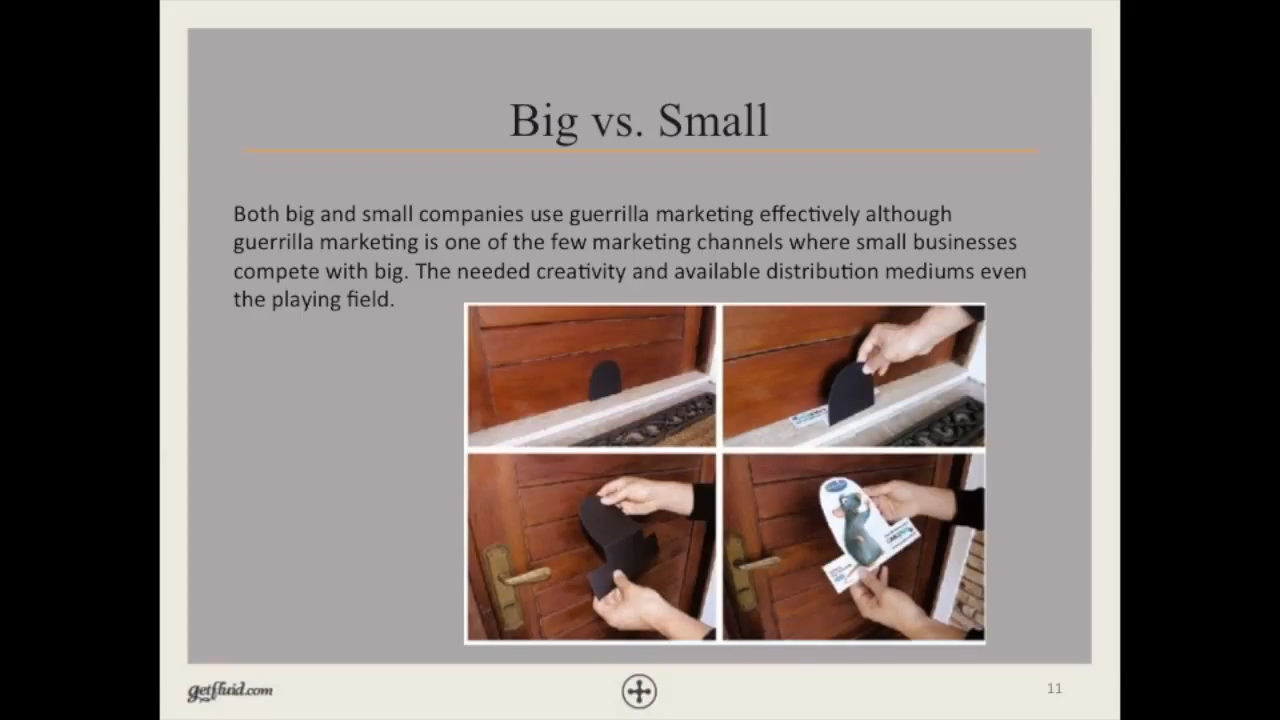 Big vs. Small
Both big and small companies use guerrilla marketing effectively although
guerrilla marketing is one of the few marketing channels where small businesses
compete with big. The needed creativity and available distribution mediums even
the playing field.
getfluid.com
11